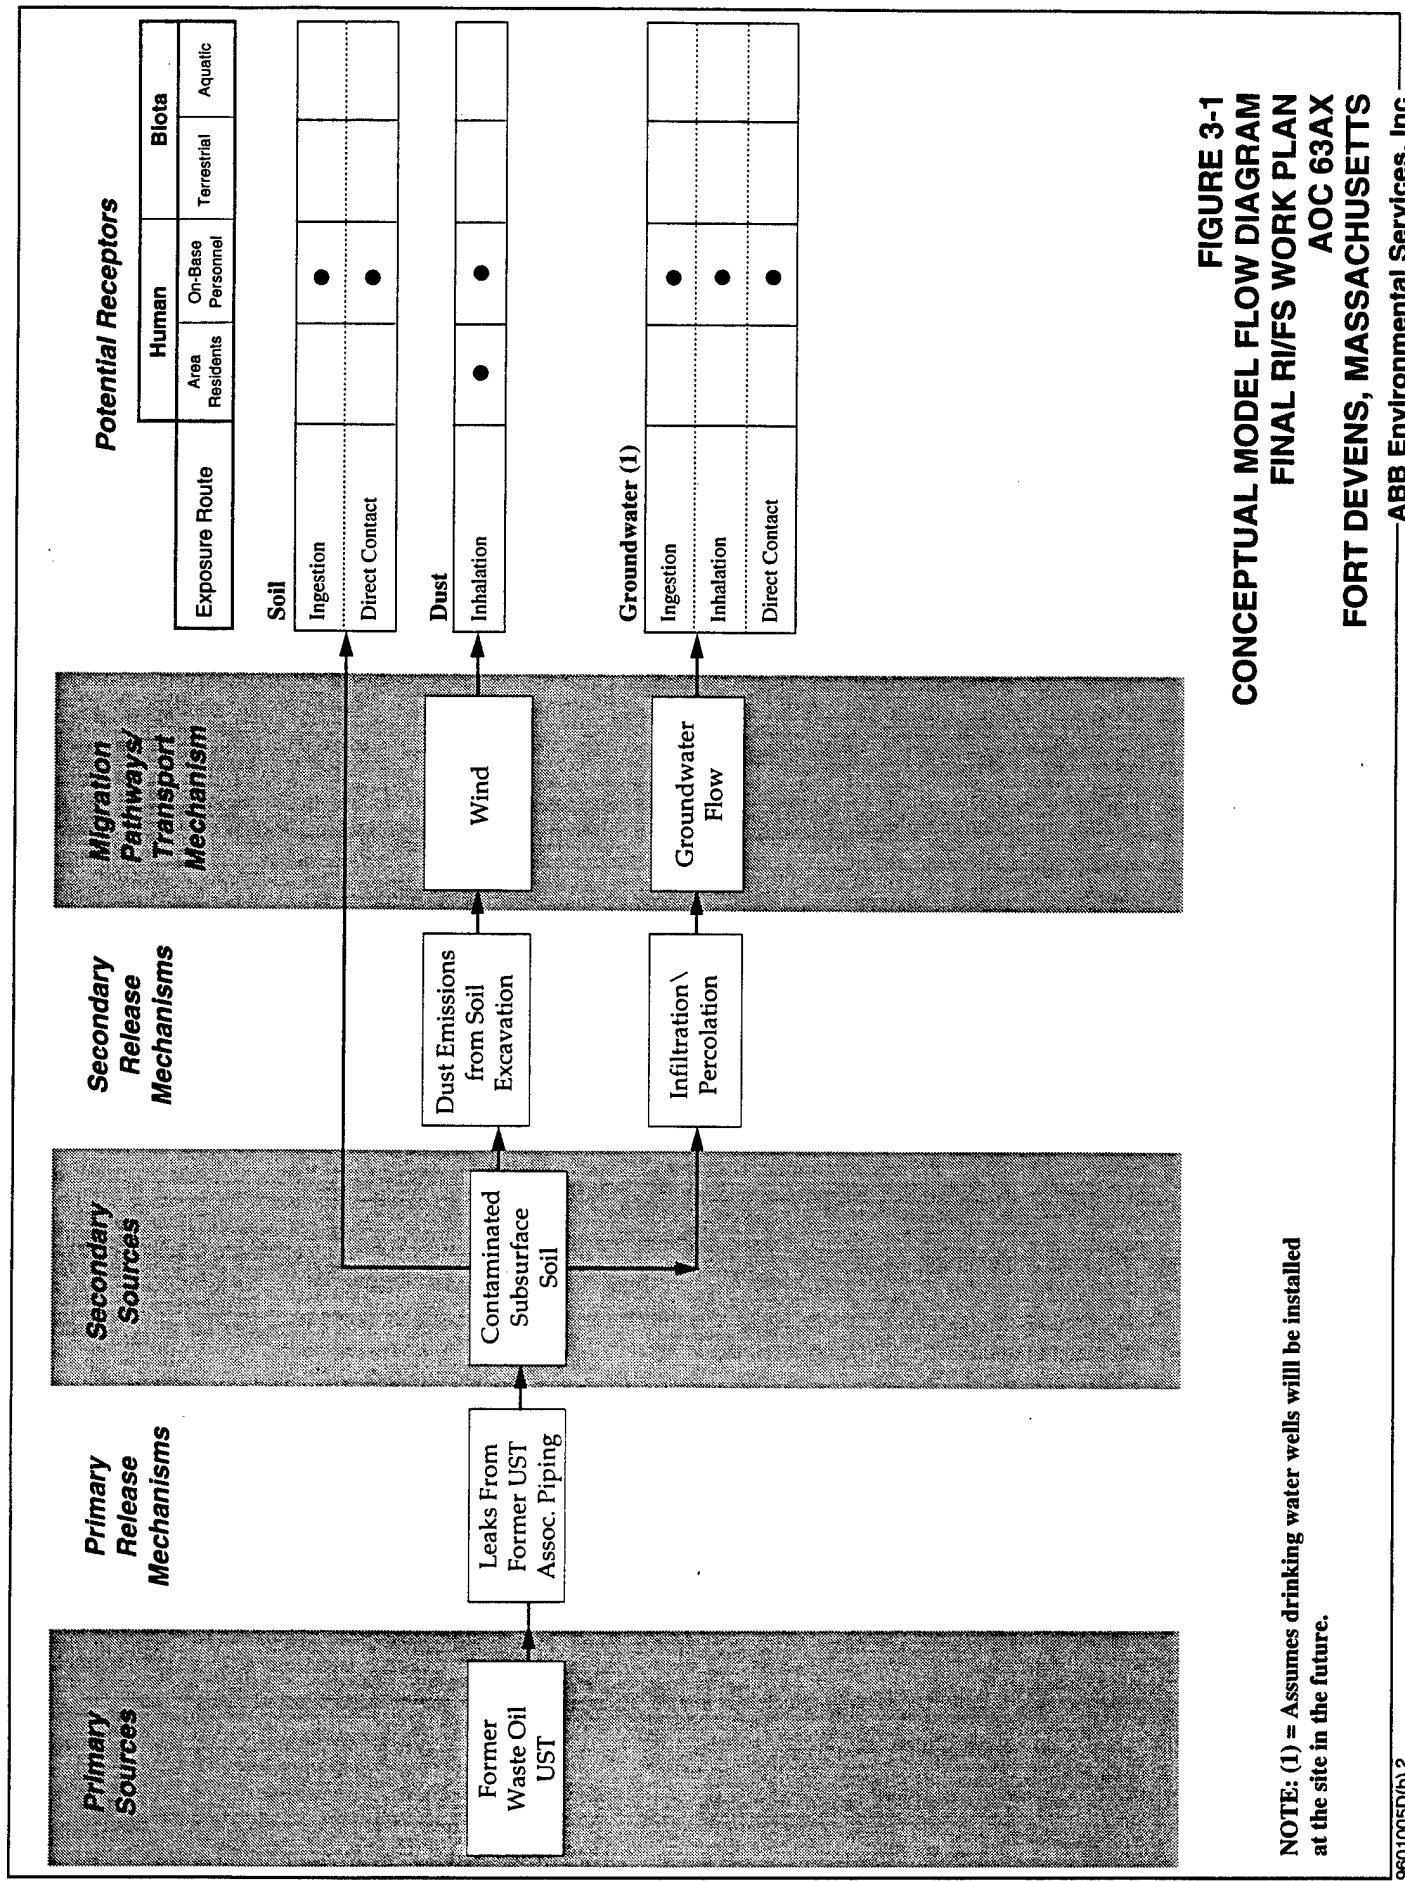 Primary
Sources
Primary
Release
Mechanisms
Secondary
Sources
Secondary
Release
Mechanisms
Migration
Pathways/
Transport
Mechanism
Potential Receptors
Human
Biota
Exposure Route
Area
Residents
On-Base
Personnel
Terrestrial
Aquatic
Former
Waste Oil
UST
Leaks From
Former UST
Assoc. Piping
Contaminated
Subsurface
Soil
Dust Emissions
from Soil
Excavation
Infiltration\
Percolation
Wind
Groundwater
Flow
Soil
Ingestion
Direct Contact
Dust
Inhalation
Groundwater (1)
Ingestion
Inhalation
Direct Contact
NOTE: (1) = Assumes drinking water wells willl be installed
at the site in the future.
FIGURE 3-1
CONCEPTUAL MODEL FLOW DIAGRAM
FINAL RI/FS WORK PLAN
AOC 63AX
FORT DEVENS, MASSACHUSETTS
ABB Environmental Services, Inc.